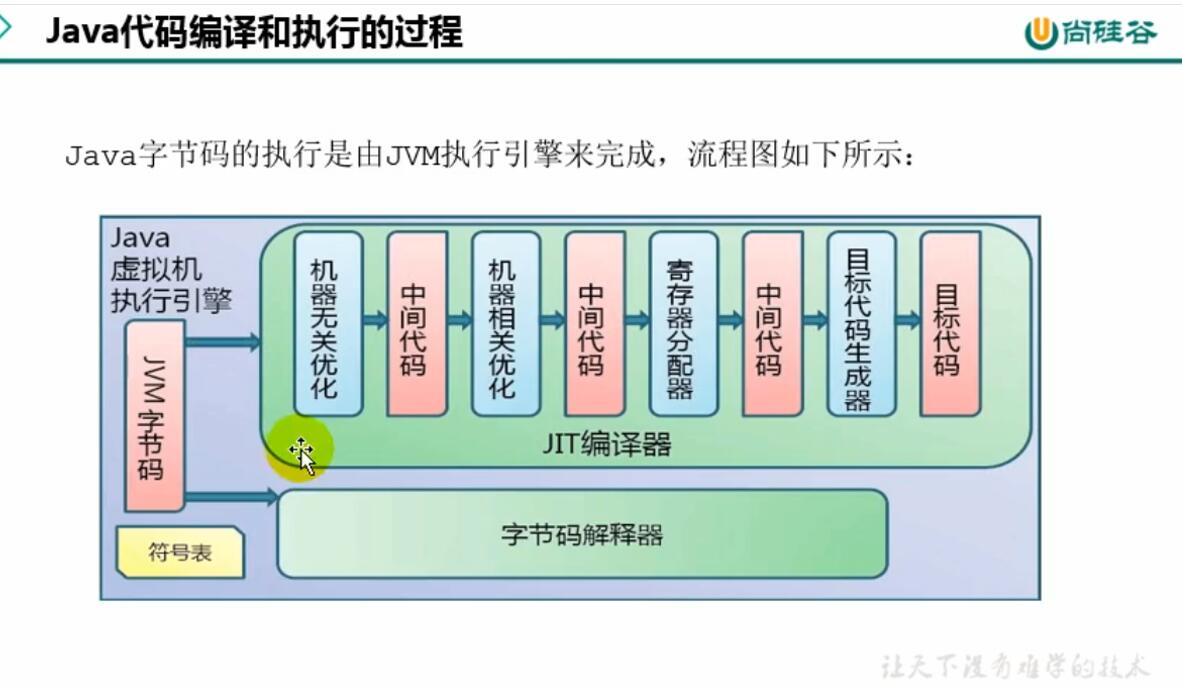 Java代码编译和执行的过程
尚硅谷
Java字节码的执行是由JVM执行引擎来完成，流程图如下所示：
Java
虚拟机
执行引擎
JVM字节码
符号表
机器无关优化
中间代码
机器相关优化
中间代码
寄存器分配器
中间代码
目标代码生成器
目标代码
JIT编译器
字节码解释器
让天下没有难学的技术